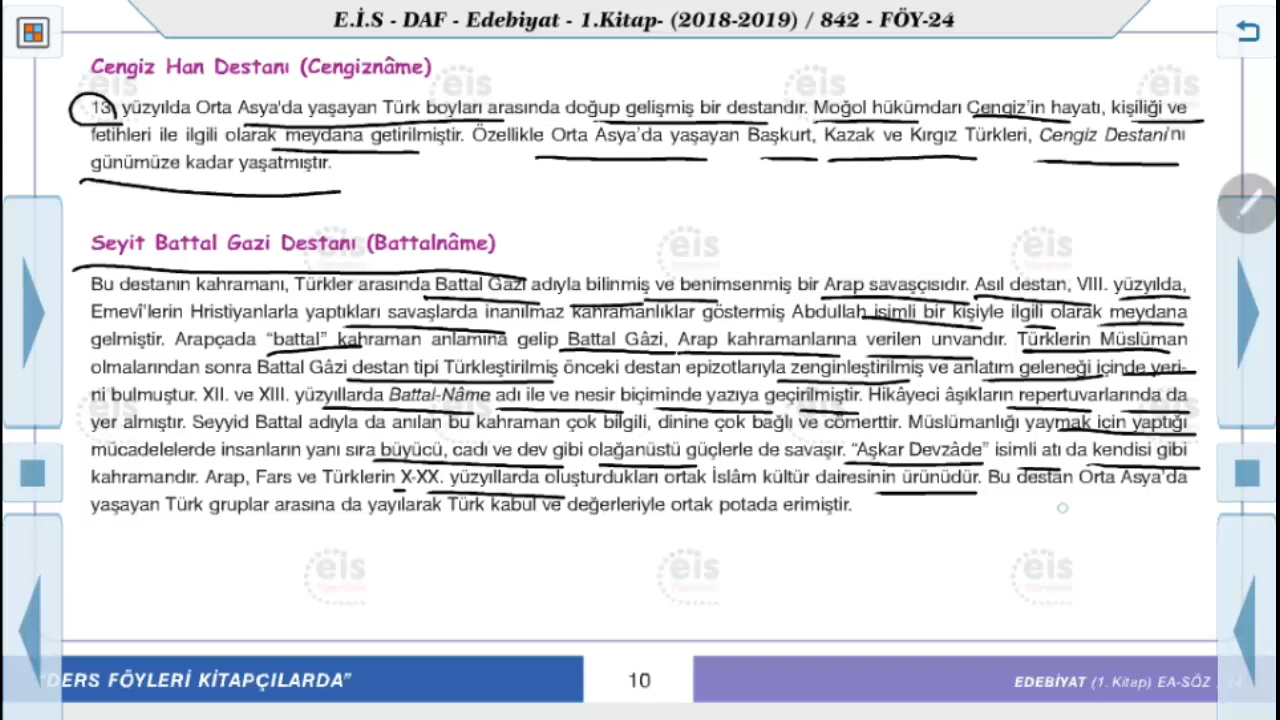 E.İ.S - DAF - Edebiyat - 1.Kitap- (2018-2019) / 842 - FÖY-24
Cengiz Han Destanı (Cengiznâme)
13. yüzyılda Orta Asya'da yaşayan Türk boyları arasında doğup gelişmiş bir destandır. Moğol hükümdarı Cengiz'in hayatı, kişiliği ve
fetihleri ile ilgili olarak meydana getirilmiştir. Özellikle Orta Asya'da yaşayan Başkurt, Kazak ve Kırgız Türkleri, Cengiz Destanı'nı
günümüze kadar yaşatmıştır.
Seyit Battal Gazi Destanı (Battalnâme)
Bu destanın kahramanı, Türkler arasında Battal Gazi adıyla bilinmiş ve benimsenmiş bir Arap savaşçısıdır. Asıl destan, VIII. yüzyılda,
Emevî'lerin Hristiyanlarla yaptıkları savaşlarda inanılmaz kahramanlıklar göstermiş Abdullah isimli bir kişiyle ilgili olarak meydana
gelmiştir. Arapçada "battal" kahraman anlamına gelip Battal Gâzi, Arap kahramanlarına verilen unvandır. Türklerin Müslüman
olmalarından sonra Battal Gâzi destan tipi Türkleştirilmiş önceki destan epizotlarıyla zenginleştirilmiş ve anlatım geleneği içinde yeri-
ni bulmuştur. XII. ve XIII. yüzyıllarda Battal-Nâme adı ile ve nesir biçiminde yazıya geçirilmiştir. Hikâyeci âşıkların repertuvarlarında da
yer almıştır. Seyyid Battal adıyla da anılan bu kahraman çok bilgili, dinine çok bağlı ve cömerttir. Müslümanlığı yaymak için yaptığı
mücadelelerde insanların yanı sıra büyücü, cadı ve dev gibi olağanüstü güçlerle de savaşır. "Aşkar Devzâde" isimli atı da kendisi gibi
kahramandır. Arap, Fars ve Türklerin X-XX. yüzyıllarda oluşturdukları ortak İslâm kültür dairesinin ürünüdür. Bu destan Orta Asya'da
yaşayan Türk gruplar arasına da yayılarak Türk kabul ve değerleriyle ortak potada erimiştir.
eis
eis
eis
"DERS FÖYLERİ KİTAPÇILARDA"
10
EDEBİYAT (1. Kitap) EA-SÖZ